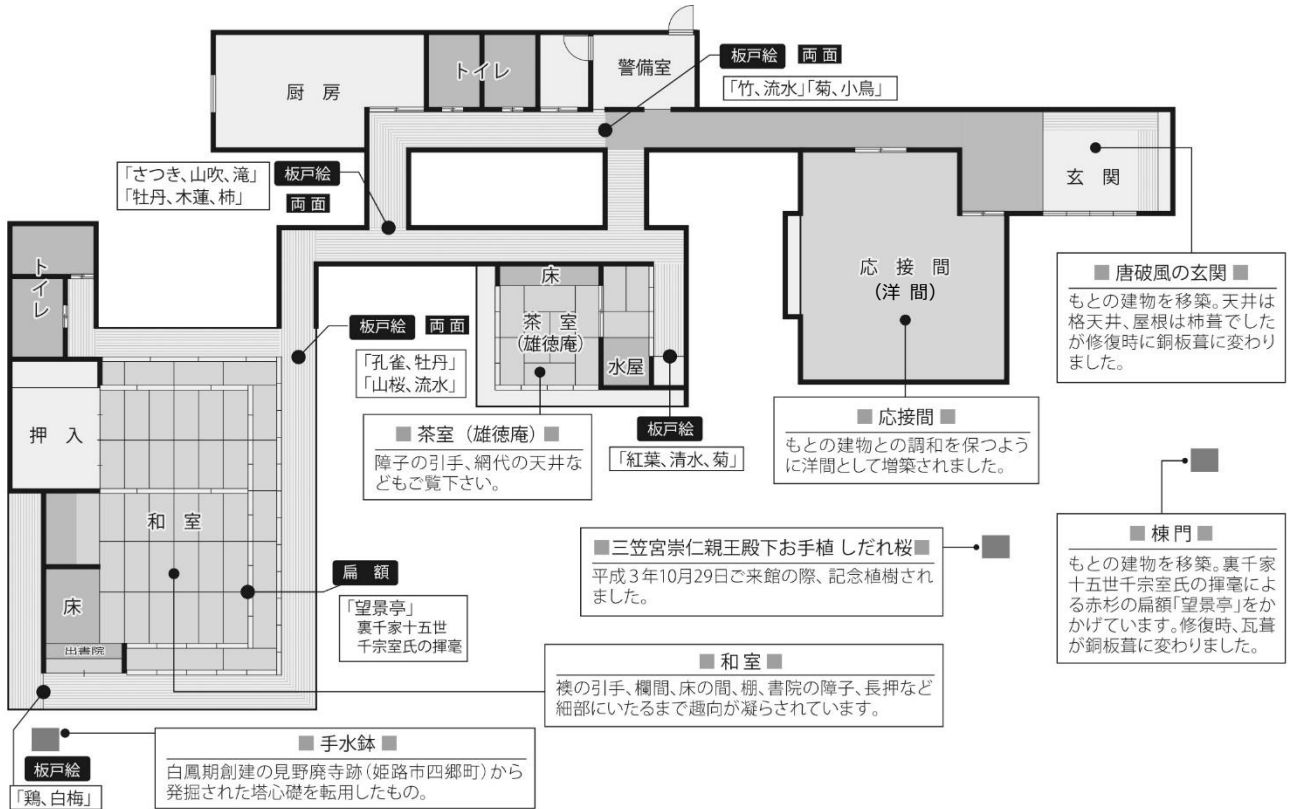 厨 房
トイレ
警備室
板戸絵 両面
「竹、流水」「菊、小鳥」
玄 関
「さつき、山吹、滝」
「牡丹、木蓮、柿」
板戸絵
両面
応 接 間
(洋 間)
■ 唐破風の玄関 ■
もとの建物を移築。天井は
格天井、屋根は柿葺でした
が修復時に銅板葺に変わり
ました。
トイレ
床
茶 室
(雄徳庵)
水屋
板戸絵 両面
「孔雀、牡丹」
「山桜、流水」
押 入
■ 茶室(雄徳庵) ■
障子の引手、網代の天井な
どもご覧下さい。
板戸絵
「紅葉、清水、菊」
■ 応接間 ■
もとの建物との調和を保つよう
に洋間として増築されました。
和 室
床
出書院
扁 額
「望景亭」
裏千家十五世
千宗室氏の揮毫
■三笠宮崇仁親王殿下お手植 しだれ桜■
平成3年10月29日ご来館の際、記念植樹され
ました。
■ 棟門 ■
もとの建物を移築。裏千家
十五世千宗室氏の揮毫によ
る赤杉の扁額「望景亭」をか
かげています。修復時、瓦葺
が銅板葺に変わりました。
■ 和室 ■
襖の引手、欄間、床の間、棚、書院の障子、長押など
細部にいたるまで趣向が凝らされています。
■ 手水鉢 ■
白鳳期創建の見野廃寺跡(姫路市四郷町)から
発掘された塔心礎を転用したもの。
板戸絵
「鶏、白梅」